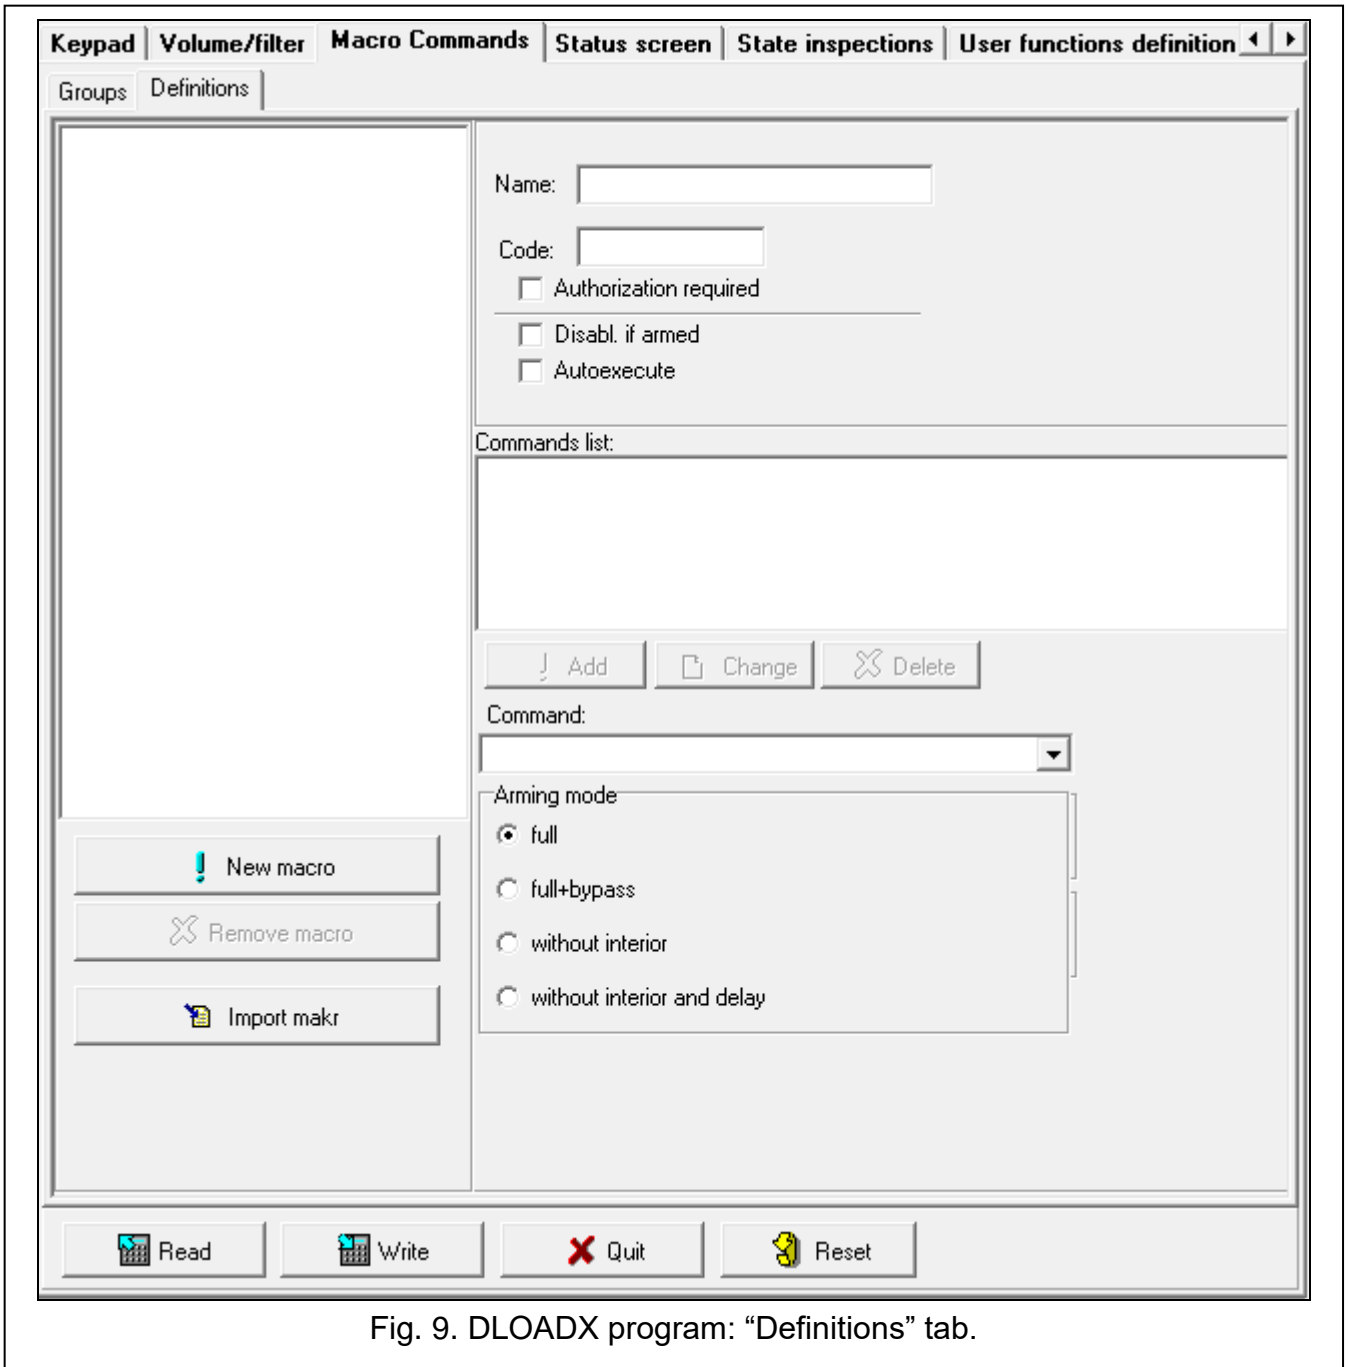 Keypad Volume/filter Macro Commands Status screen State inspections User functions definition
Groups Definitions
Name:
Code:
Authorization required
Disabl. if armed
Autoexecute
Commands list:
Add Change Delete
Command:
Arming mode
full
full+bypass
without interior
without interior and delay
New macro
Remove macro
Import makr
Read Write Quit Reset
Fig. 9. DLOADX program: “Definitions” tab.